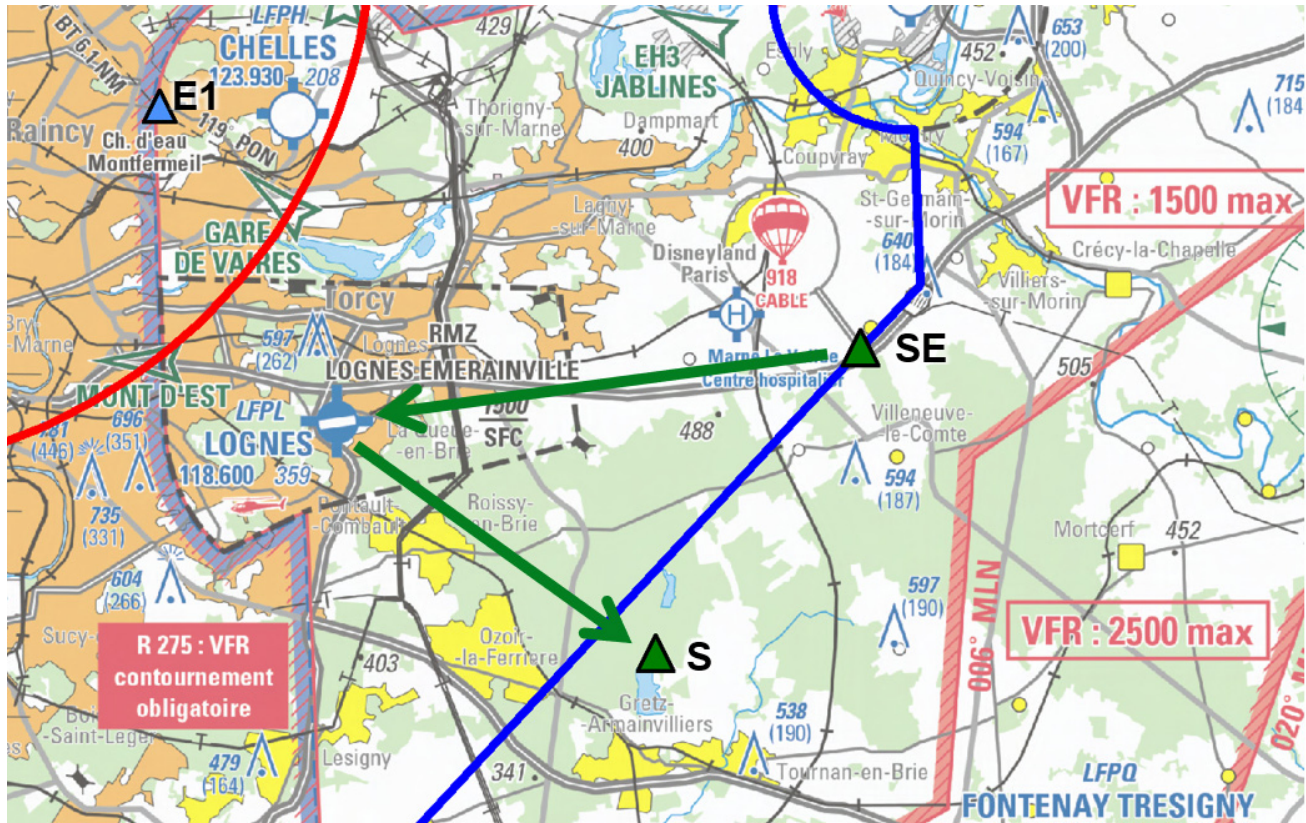 LFPH
CHELLES
123.930
208
429
BT 6.1-NM
E1
Raincy
Ch. d'eau
Montfermeil
119° PON
Thorigny-
-sur-Marne
EH3
JABLINES
Dampmart
400
Esbly
452
653
(200)
Quincy-Voisin
594
(167)
715
(184
Coupvray
VFR : 1500 max
GARE
DE VAIRES
Lagny-
-sur-Marne
St-Germain-
-sur-Morin
640
(184)
Disneyland
Paris
918
CABLE
Crécy-la-Chapelle
Villiers-
-sur-Morin
Bry-
-Marne
Torcy
597
(262)
Lognes
RMZ
LOGNES EMERAINVILLE
H
SE
Marne La Vallée
Centre hospitalier
505
MONT D'EST
LFPL
LOGNES
118.600
359
1500
SFC
La Queue-
-en-Brie
488
Villeneuve-
-le-Comte
781
(446)
696
(351)
735
(331)
594
(187)
Pontault-
-Combault
Roissy-
-en-Brie
Mortcerf
452
604
(266)
597
(190)
006° MLN
VFR : 2500 max
Sucy-
R 275 : VFR
contournement
obligatoire
403
Ozoir-
-la-Ferriere
S
020° M
-Saint-Leger
Gretz-
-Armainvilliers
538
(190)
479
(164)
Lesigny
341
Tournan-en-Brie
LFPQ
FONTENAY TRESIGNY